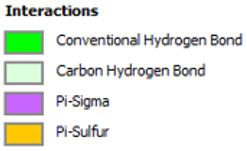 Interactions
Conventional Hydrogen Bond
Carbon Hydrogen Bond
Pi-Sigma
Pi-Sulfur